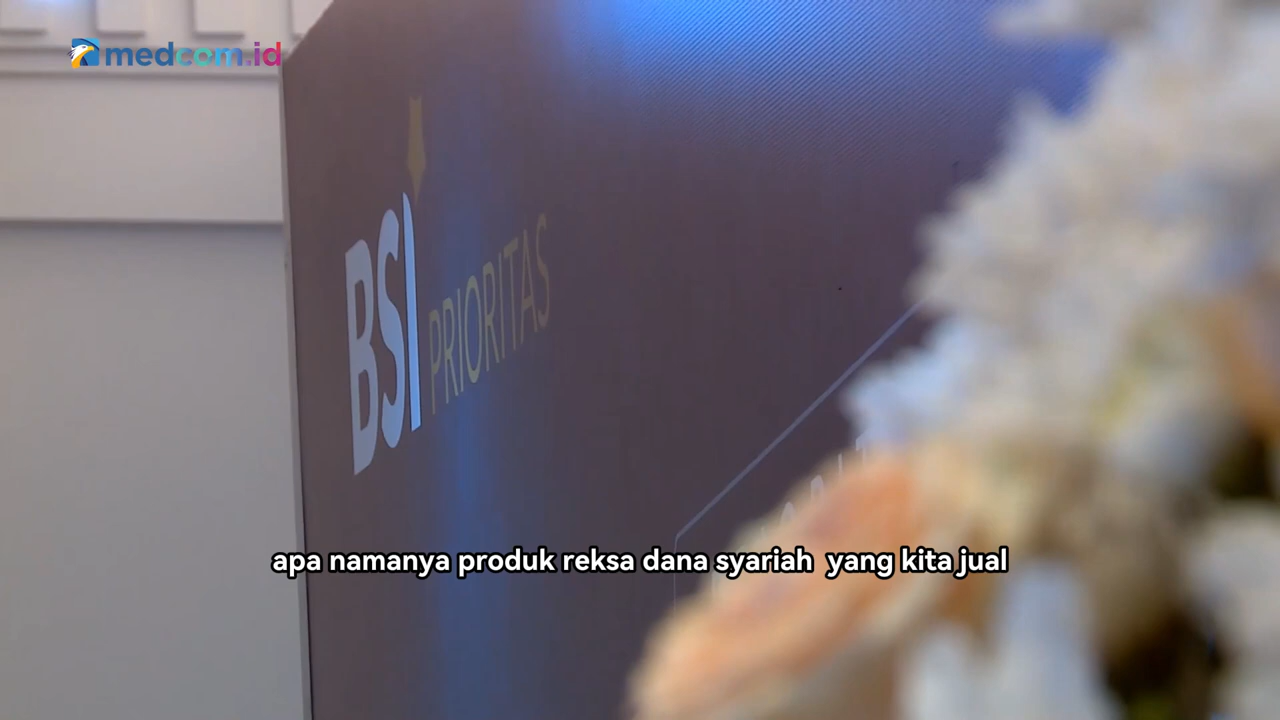 medcom.id
BSI PRIORITAS
apa namanya produk reksa dana syariah yang kita jual